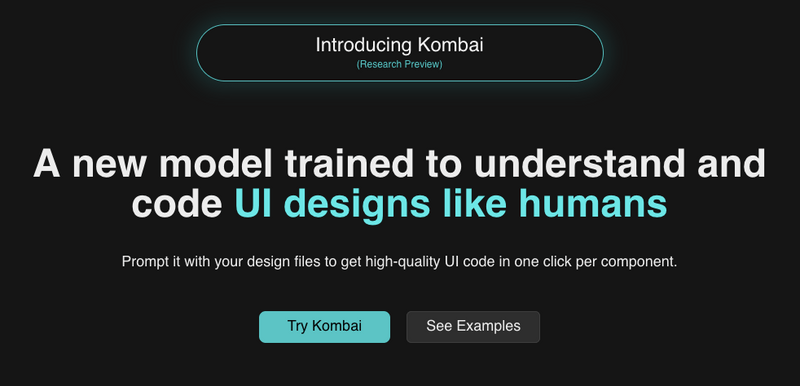 Introducing Kombai
(Research Preview)
A new model trained to understand and
code UI designs like humans
Prompt it with your design files to get high-quality UI code in one click per component.
Try Kombai
See Examples